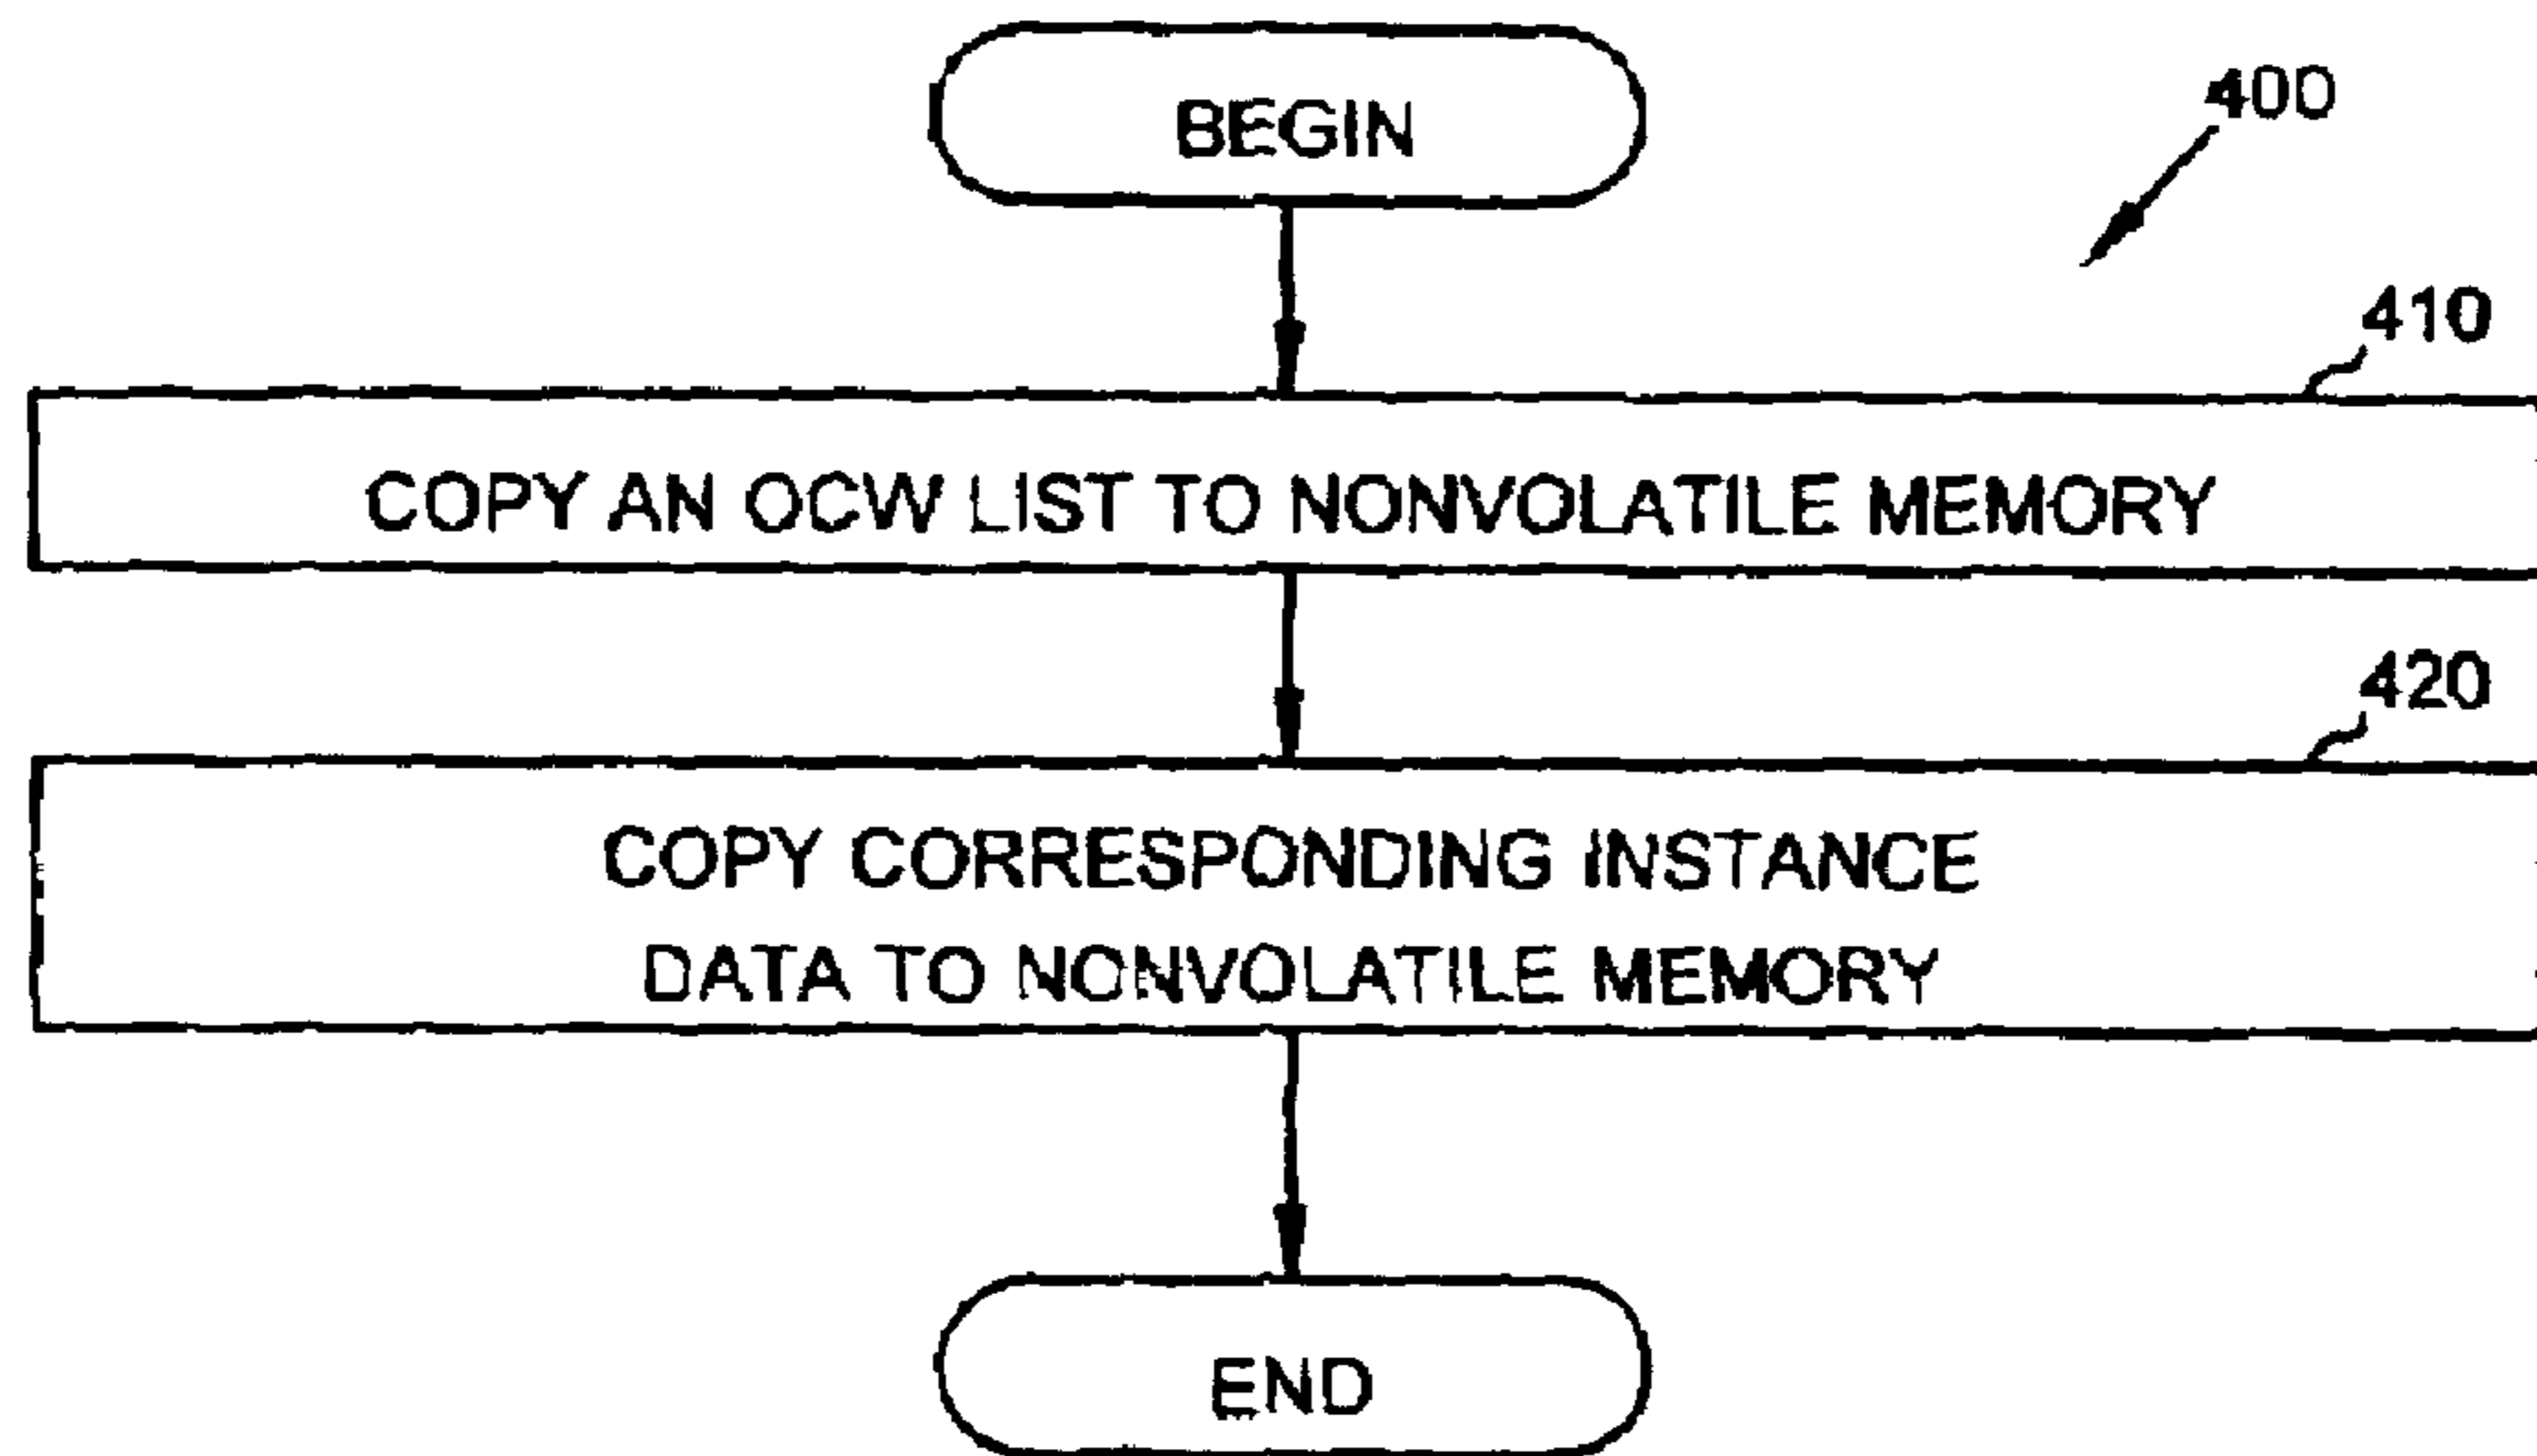 BEGIN
400
410
COPY AN OCW LIST TO NONVOLATILE MEMORY
420
COPY CORRESPONDING INSTANCE
DATA TO NONVOLATILE MEMORY
END